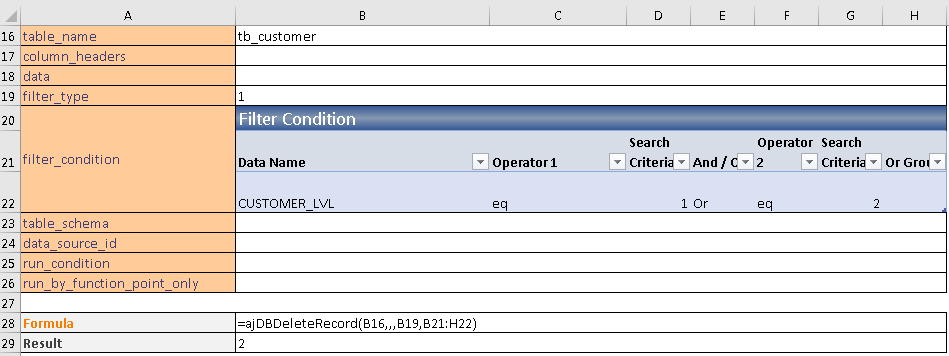 A B C D E F G H
16 table_name tb_customer
17 column_headers
18 data
19 filter_type 1
20 Filter Condition
21 filter_condition Data Name Operator 1 Search Criteria And / O Operator 2 Search Criteria Or Grou
22 CUSTOMER_LVL eq 1 Or eq 2
23 table_schema
24 data_source_id
25 run_condition
26 run_by_function_point_only
27
28 Formula =ajDBDeleteRecord(B16,,,B19,B21:H22)
29 Result 2